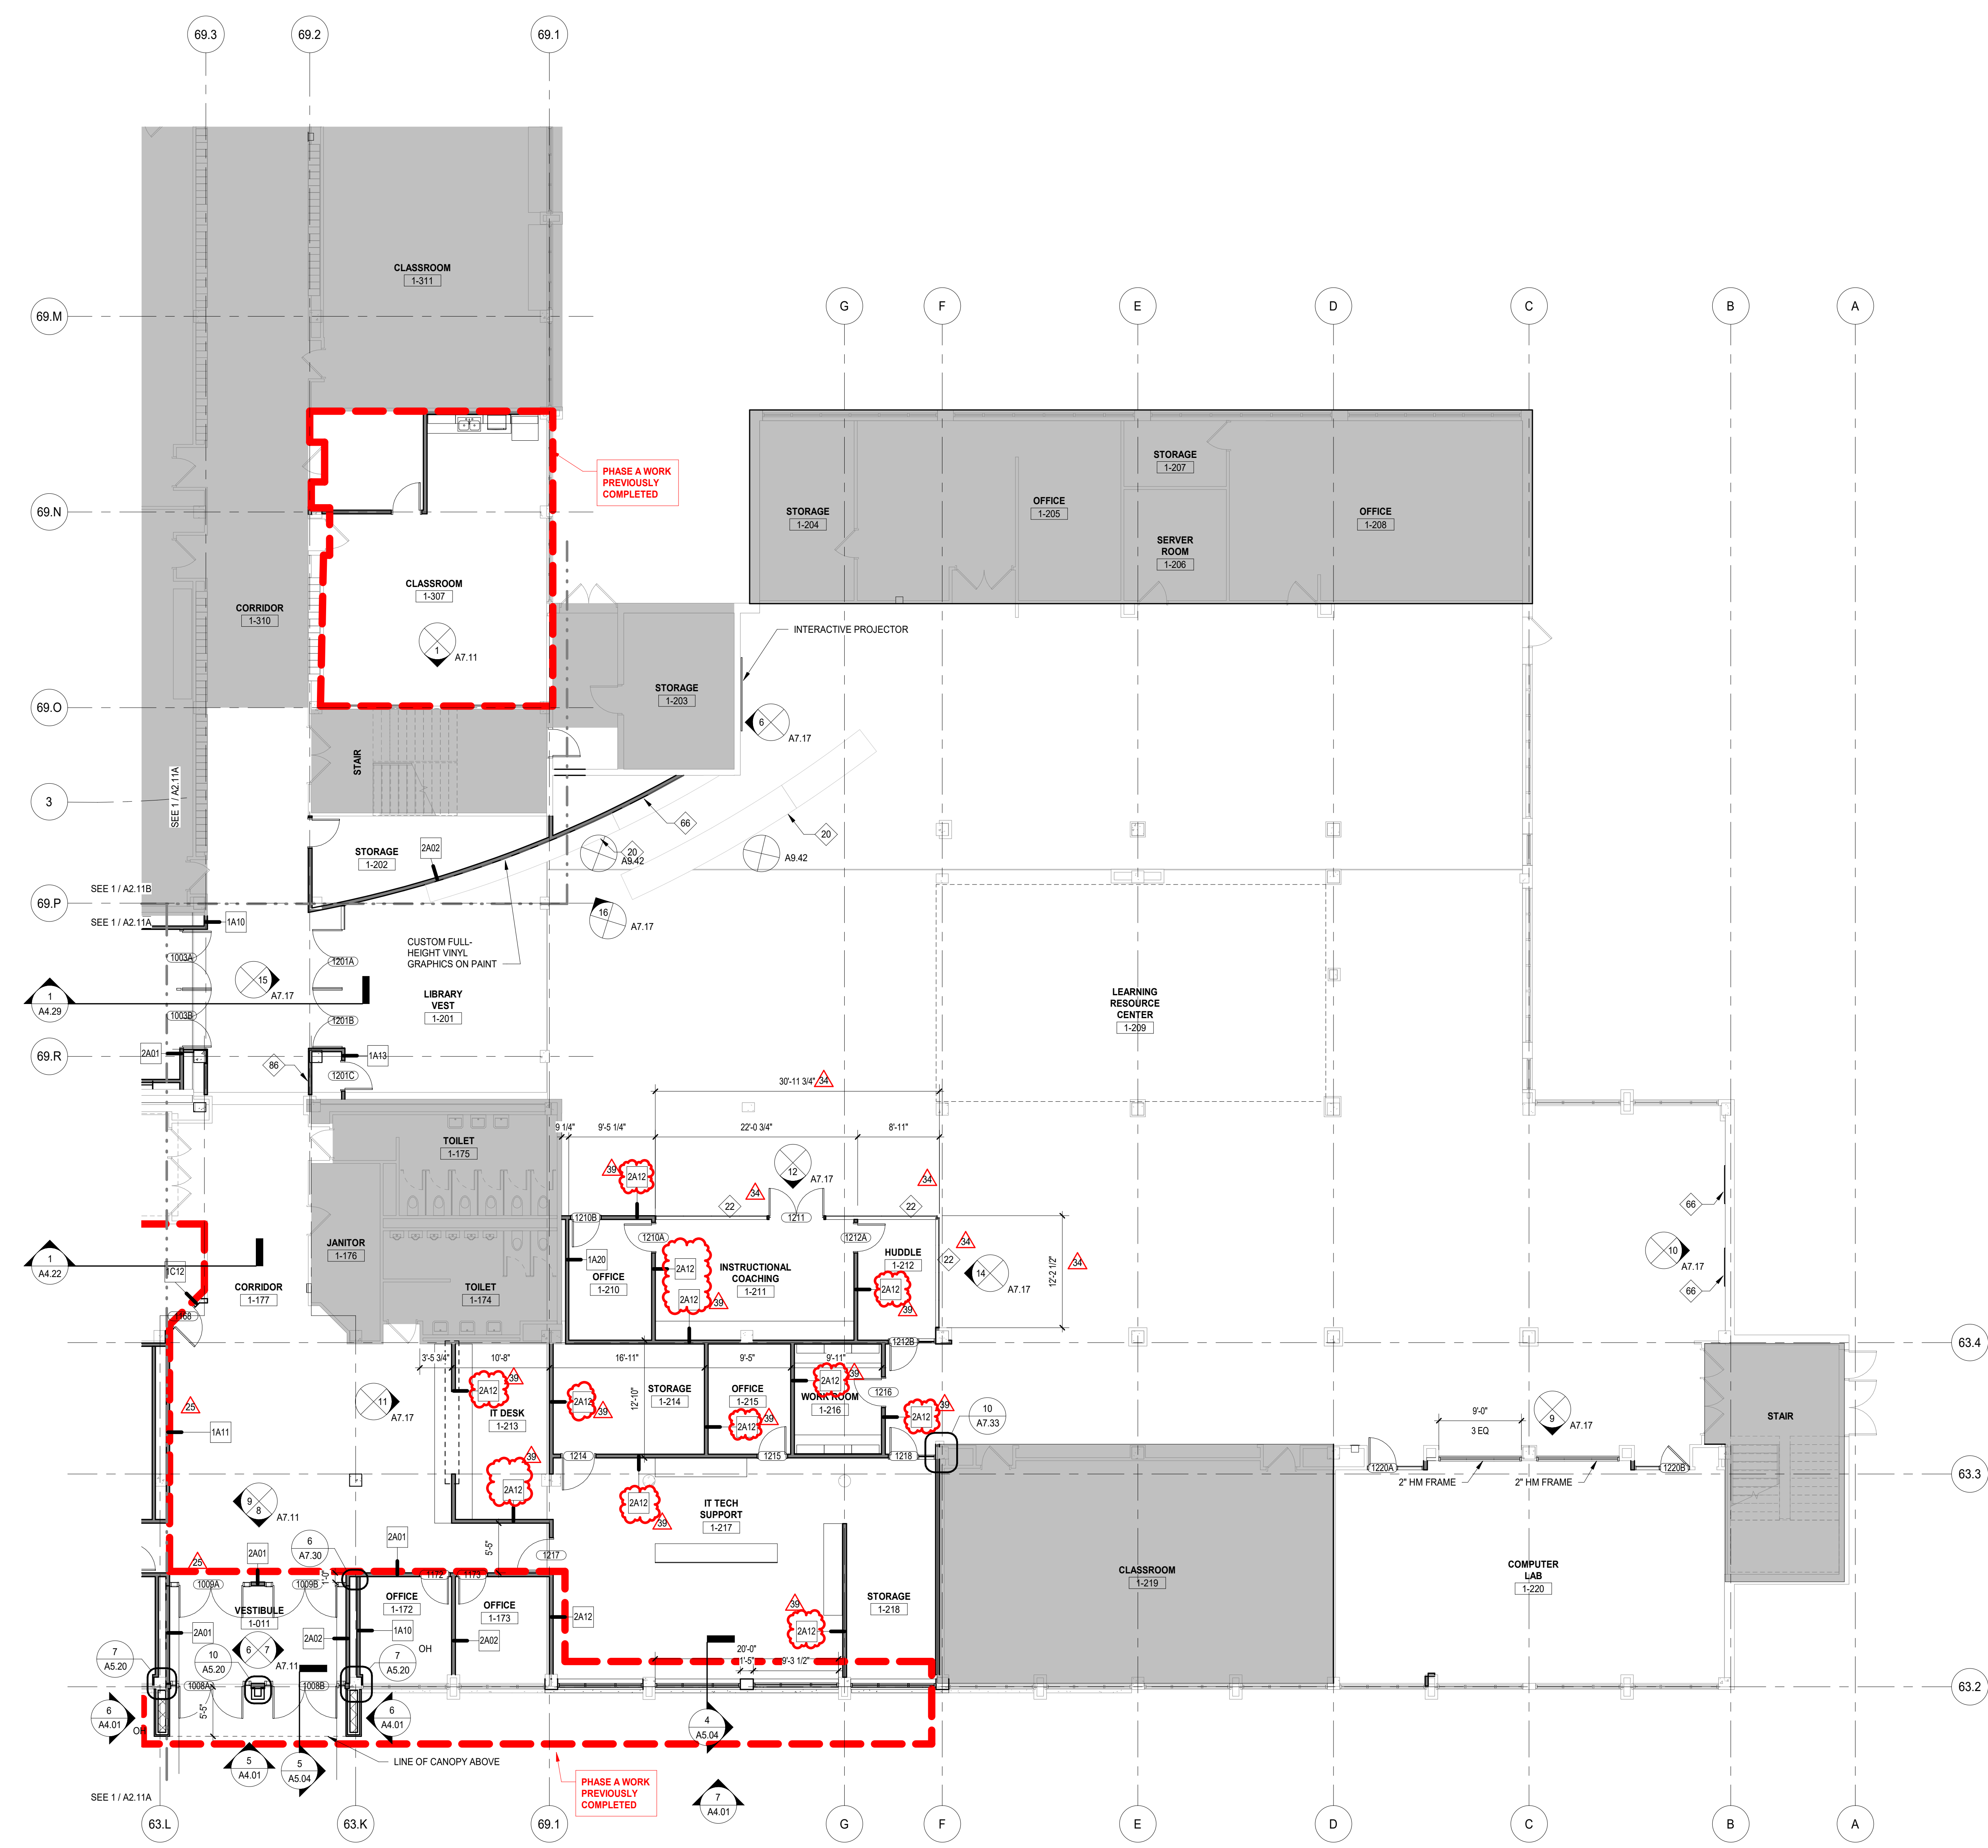 69.3
69.2
69.1
CLASSROOM
1-311
69.M
G
F
E
D
C
B
A
PHASE A WORK
PREVIOUSLY
COMPLETED
STORAGE
1-207
OFFICE
1-205
STORAGE
1-204
OFFICE
1-208
69.N
SERVER
ROOM
1-206
CLASSROOM
1-307
CORRIDOR
1-310
INTERACTIVE PROJECTOR
1
A7.11
STORAGE
1-203
69.O
6
A7.17
STAIR
SEE 1 / A2.11A
3
66
20
STORAGE
1-202
2A02
20
A9.42
A9.42
SEE 1 / A2.11B
69.P
SEE 1 / A2.11A
1A10
16
A7.17
CUSTOM FULL-
HEIGHT VINYL
GRAPHICS ON PAINT
1003A
1201A
15
A7.17
1
A4.29
LIBRARY
VEST
1-201
LEARNING
RESOURCE
CENTER
1-209
1003B
1201B
69.R
2A01
1A13
86
1201C
30'-11 3/4"
34
9 1/4"
9'-5 1/4"
22'-0 3/4"
8'-11"
TOILET
1-175
39
2A12
12
A7.17
34
34
22
22
66
1210B
1211
1210A
1212A
34
1
A4.22
JANITOR
1-176
1A20
HUDDLE
1-212
22
12'-2 1/2"
34
10
A7.17
1C12
2A12
INSTRUCTIONAL
COACHING
1-211
14
A7.17
OFFICE
1-210
CORRIDOR
1-177
TOILET
1-174
2A12
39
2A12
39
66
1168
1212B
63.4
3'-5 3/4"
10'-8"
16'-11"
9'-5"
9'-11"
39
2A12
2A12
39
12'-10"
STORAGE
1-214
OFFICE
1-215
2A12
39
WORK ROOM
1-216
1216
2A12
39
39
2A12
25
11
A7.17
IT DESK
1-213
2A12
39
10
A7.33
9'-0"
3 EQ
9
A7.17
STAIR
1A11
39
1214
1215
1218
1220A
1220B
2" HM FRAME
2" HM FRAME
63.3
2A12
2A12
39
9
8
A7.11
IT TECH
SUPPORT
1-217
6
A7.30
2A01
2A01
5'-5"
1217
25
1'-0"
1172
1173
CLASSROOM
1-219
COMPUTER
LAB
1-220
1009A
1009B
VESTIBULE
1-011
OFFICE
1-172
OFFICE
1-173
2A12
39
2A12
STORAGE
1-218
2A01
2A02
1A10
2A02
OH
7
A5.20
10
A5.20
6
7
A7.11
7
A5.20
20'-0"
1'-5"
9'-3 1/2"
1008A
1008B
63.2
5'-5"
6
A4.01
OH
6
A4.01
4
A5.04
5
A4.01
5
A5.04
LINE OF CANOPY ABOVE
PHASE A WORK
PREVIOUSLY
COMPLETED
SEE 1 / A2.11A
7
A4.01
63.L
63.K
69.1
G
F
E
D
C
B
A